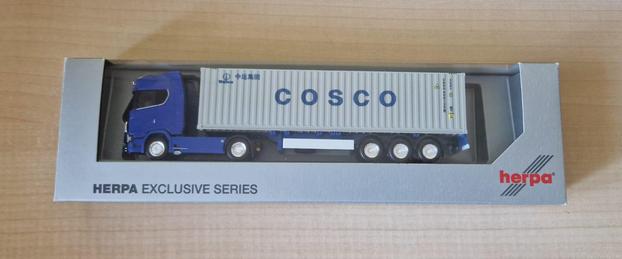 中远集团
COSCO
HERPA EXCLUSIVE SERIES
herpa